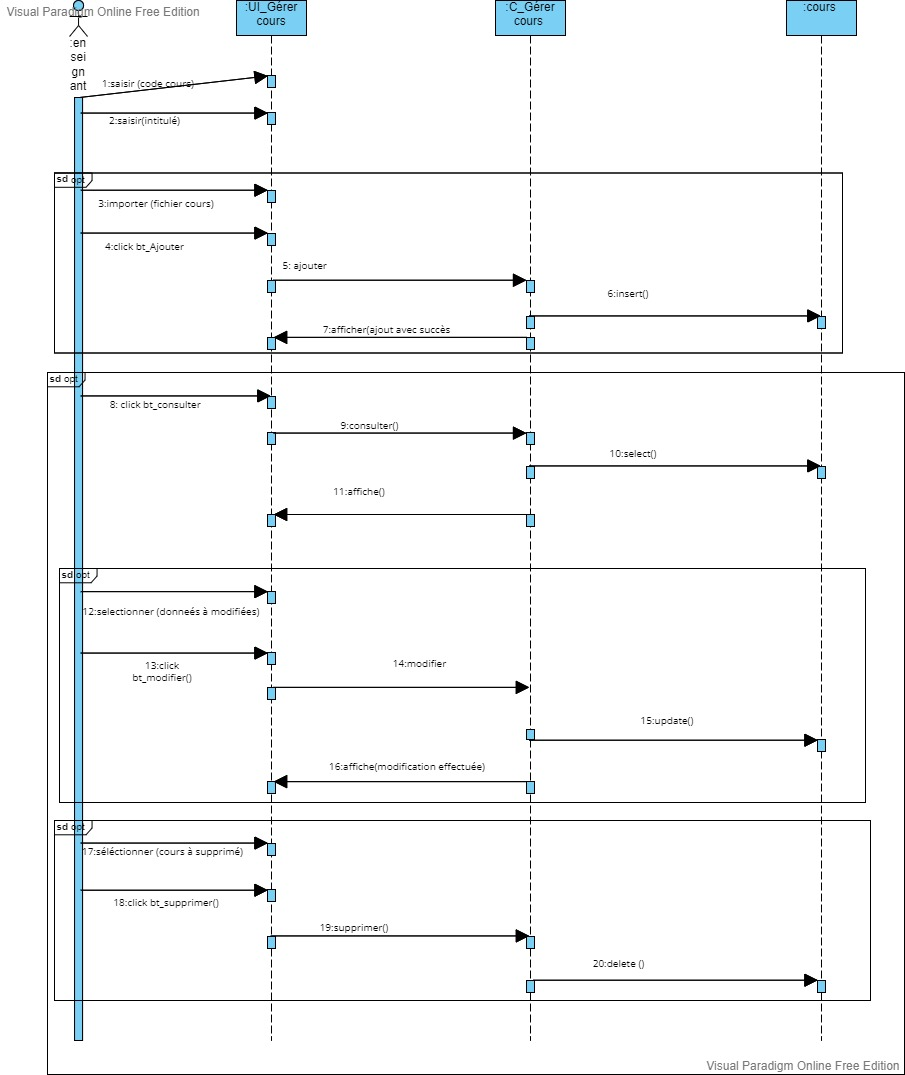 Visual Paradigm Online Free Edition
:UI_Gérer
cours
:C_Gérer
cours
:cours
:en
sei
gn
ant
1:saisir (code cours)
2:saisir(intitulé)
sd opt
3:importer (fichier cours)
4:click bt_Ajouter
5: ajouter
6:insert()
7:afficher(ajout avec succès
sd opt
8: click bt_consulter
9:consulter()
10:select()
11:affiche()
sd opt
12:selectionner (donneés à modifiées)
13:click
bt_modifier()
14:modifier
15:update()
16:affiche(modification effectuée)
sd opt
17:séléctionner (cours à supprimé)
18:click bt_supprimer()
19:supprimer()
20:delete ()
Visual Paradigm Online Free Edition